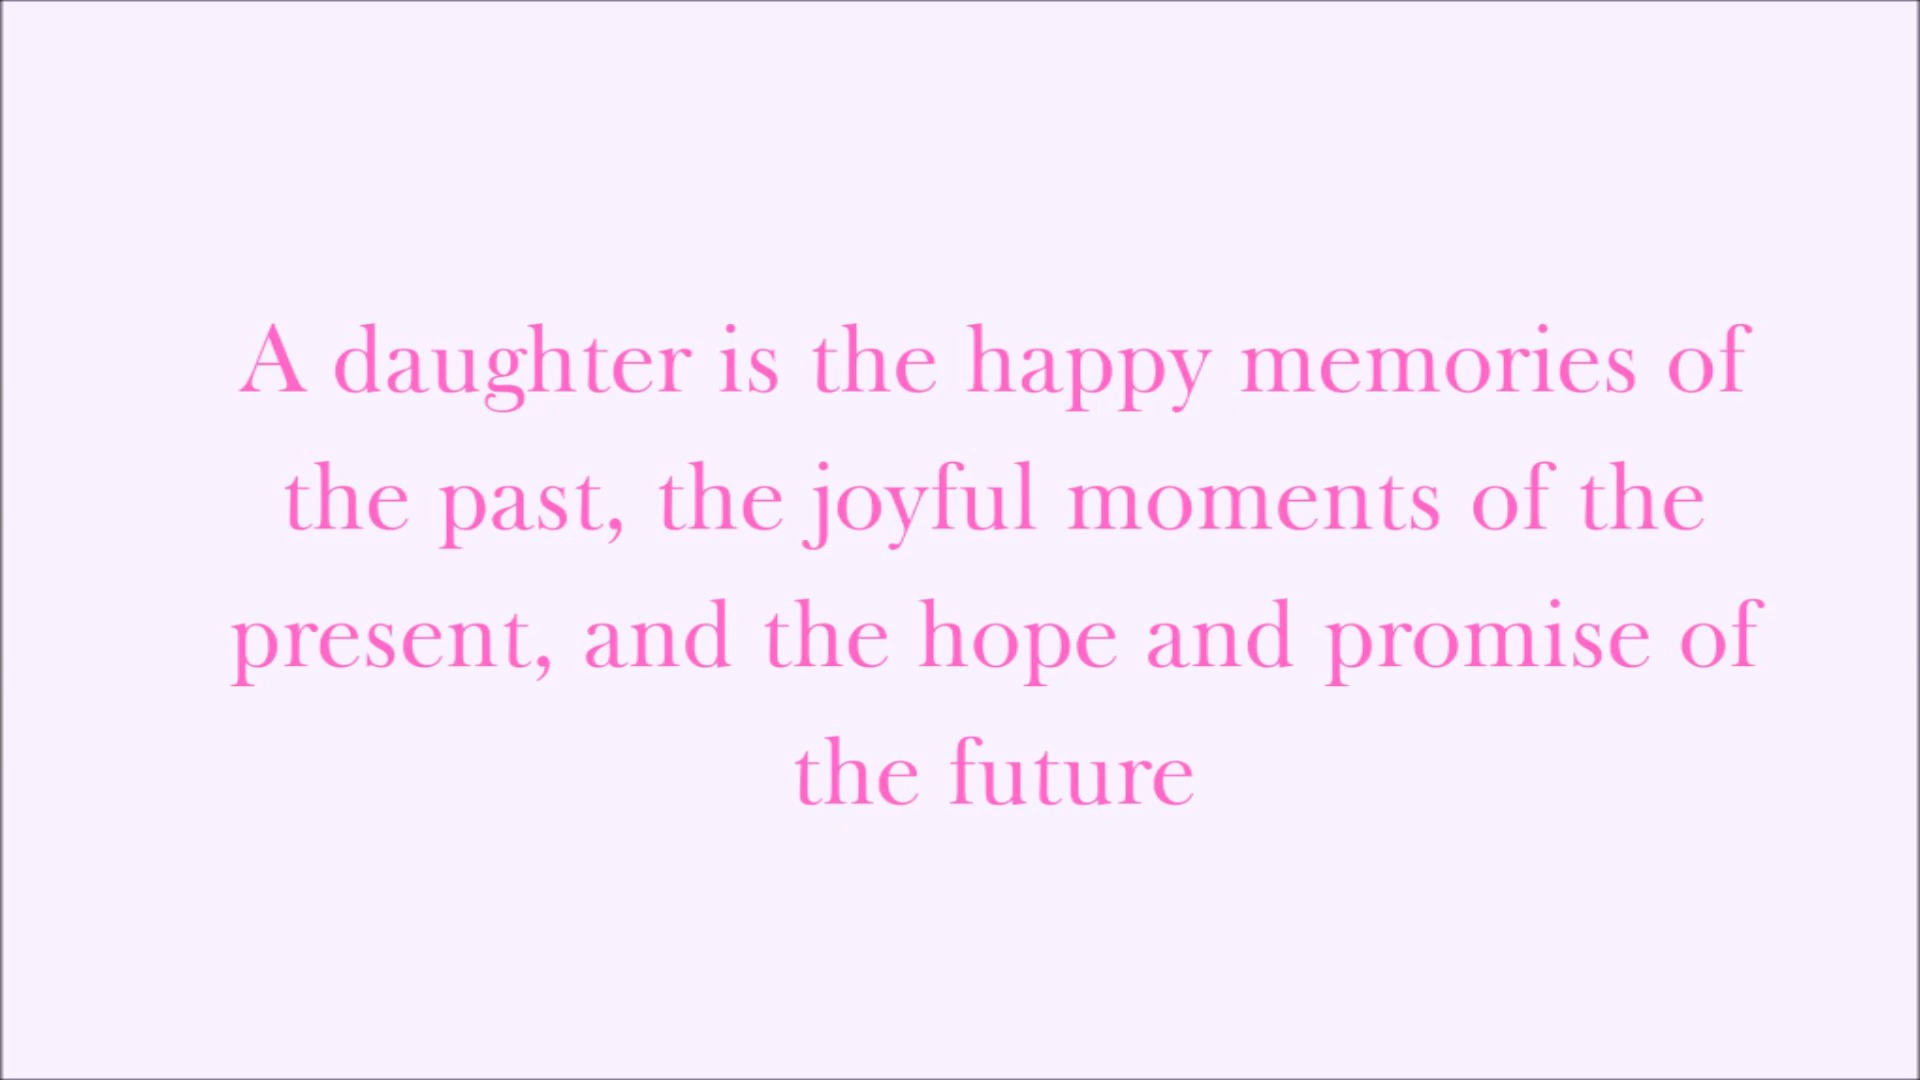 A daughter is the happy memories of
the past, the joyful moments of the
present, and the hope and promise of
the future